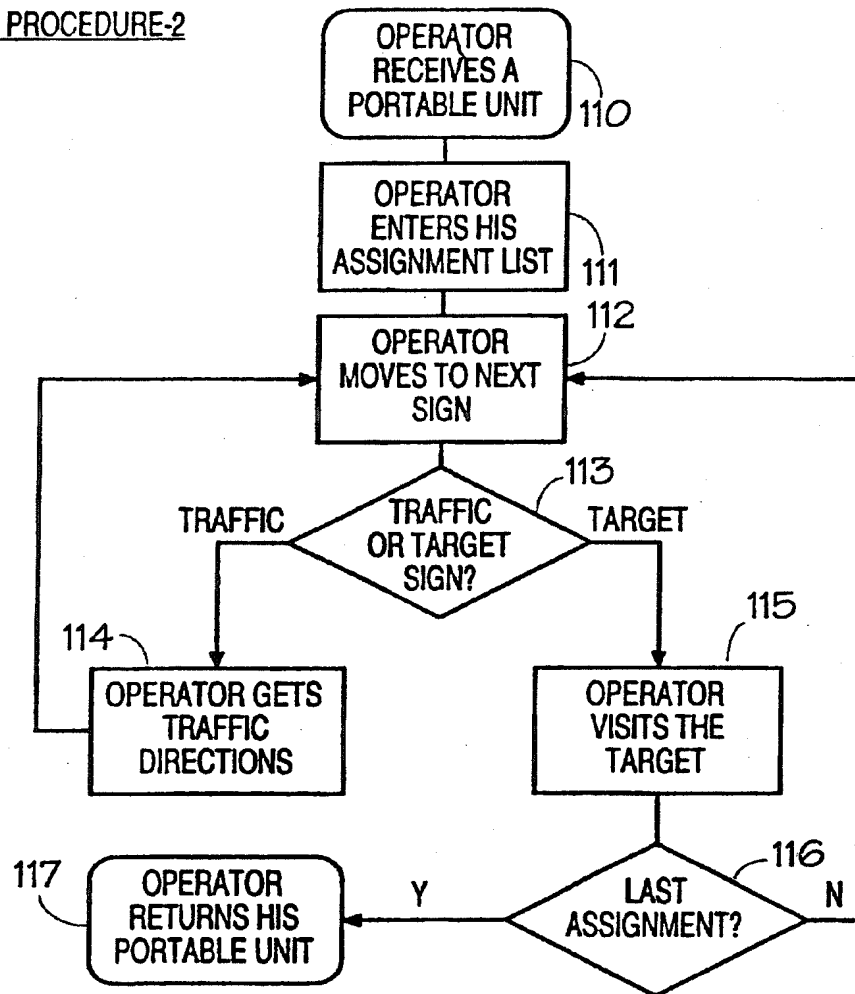 PROCEDURE-2
OPERATOR
RECEIVES A
PORTABLE UNIT
110
OPERATOR
ENTERS HIS
ASSIGNMENT LIST
111
112
OPERATOR
MOVES TO NEXT
SIGN
113
TRAFFIC
TRAFFIC
OR TARGET
SIGN?
TARGET
114
OPERATOR GETS
TRAFFIC
DIRECTIONS
115
OPERATOR
VISITS THE
TARGET
116
LAST
ASSIGNMENT?
Y
N
117
OPERATOR
RETURNS HIS
PORTABLE UNIT